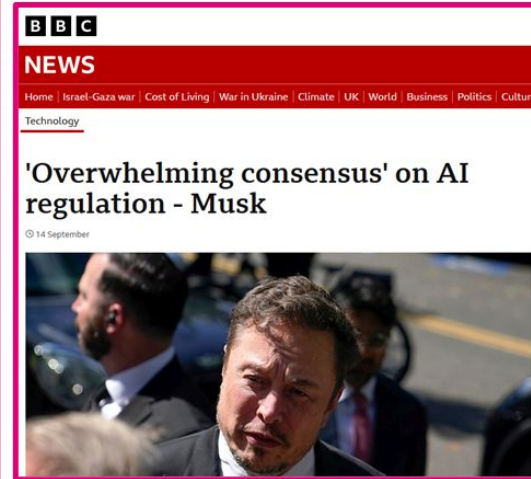 BBC
NEWS
Home | Israel-Gaza war | Cost of Living | War in Ukraine | Climate | UK | World | Business | Politics | Cultur
Technology
'Overwhelming consensus' on AI
regulation - Musk
14 September